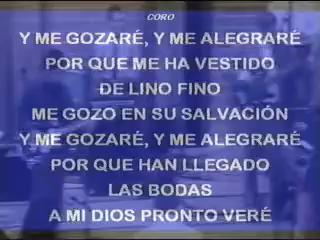 CORO
Y ME GOZARÉ, Y ME ALEGRARÉ
POR QUE ME HA VESTIDO
DE LINO FINO
ME GOZO EN SU SALVACIÓN
Y ME GOZARÉ, Y ME ALEGRARÉ
POR QUE HAN LLEGADO
LAS BODAS
A MI DIOS PRONTO VERÉ